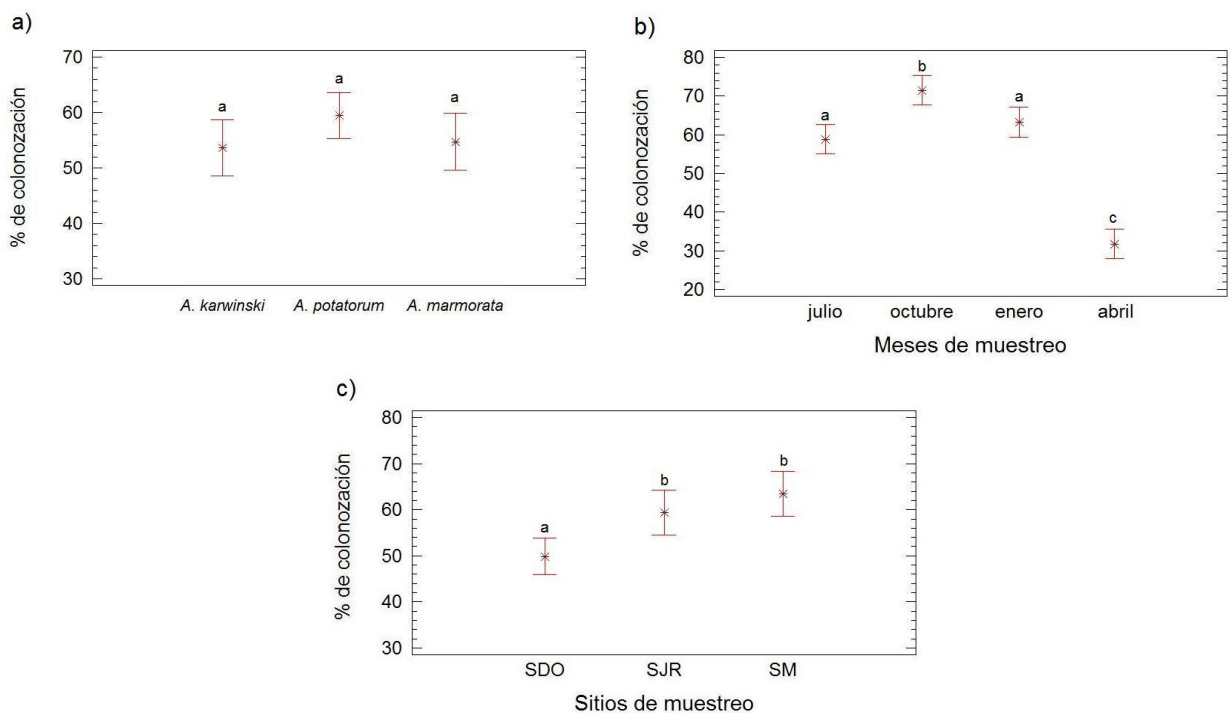 a)
70
60
50
40
30
% de colonozación
a
a
a
A. karwinski
A. potatorum
A. marmorata
b)
80
70
60
50
40
30
20
% de colonozación
a
b
a
c
julio
octubre
enero
abril
Meses de muestreo
c)
80
70
60
50
40
30
% de colonozación
a
b
b
SDO
SJR
SM
Sitios de muestreo